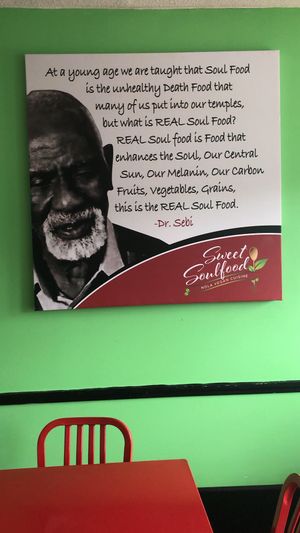 At a young age we are taught that Soul Food
is the unhealthy Death Food that
many of us put into our temples,
but what is REAL Soul Food?
REAL Soul food is Food that
enhances the SOUL, Our Central
Sun, Our Melanin, Our Carbon
Fruits, Vegetables, Grains,
this is the REAL Soul Food.
-Dr. Sebi
Sweet
Soulfood
NOLA VEGAN CUISINE